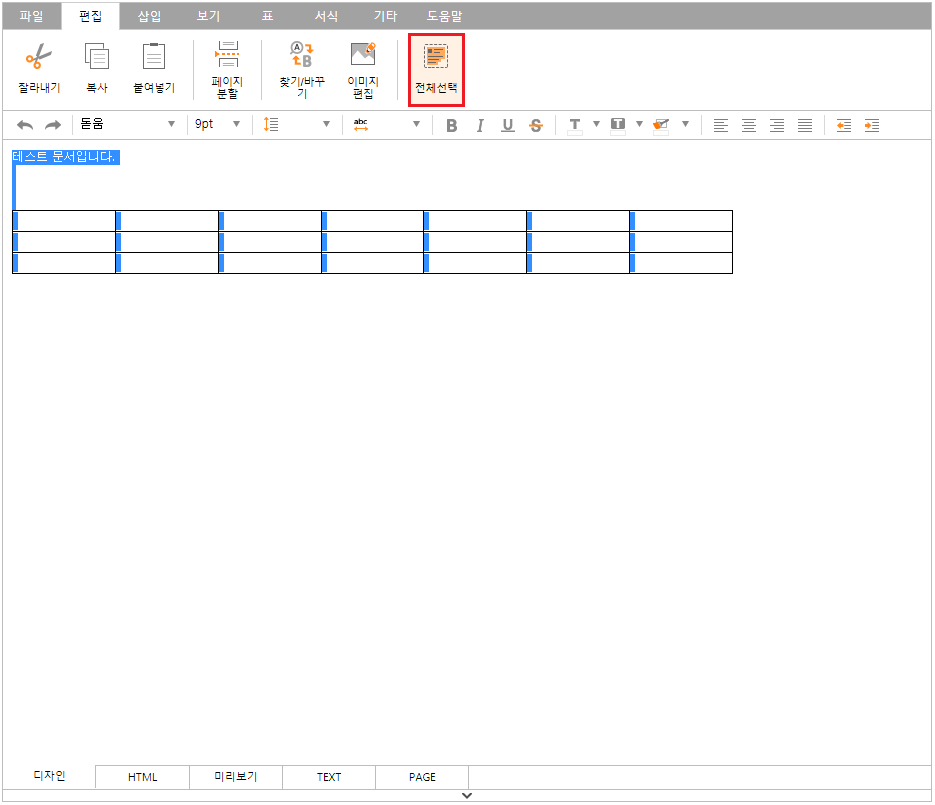 파일 편집 삽입 보기 표 서식 기타 도움말
잘라내기 복사 붙여넣기 페이지 분할 찾기/바꾸기 이미지 편집 전체선택
돋움 9pt abc B I U S T T
테스트 문서입니다.
디자인 HTML 미리보기 TEXT PAGE